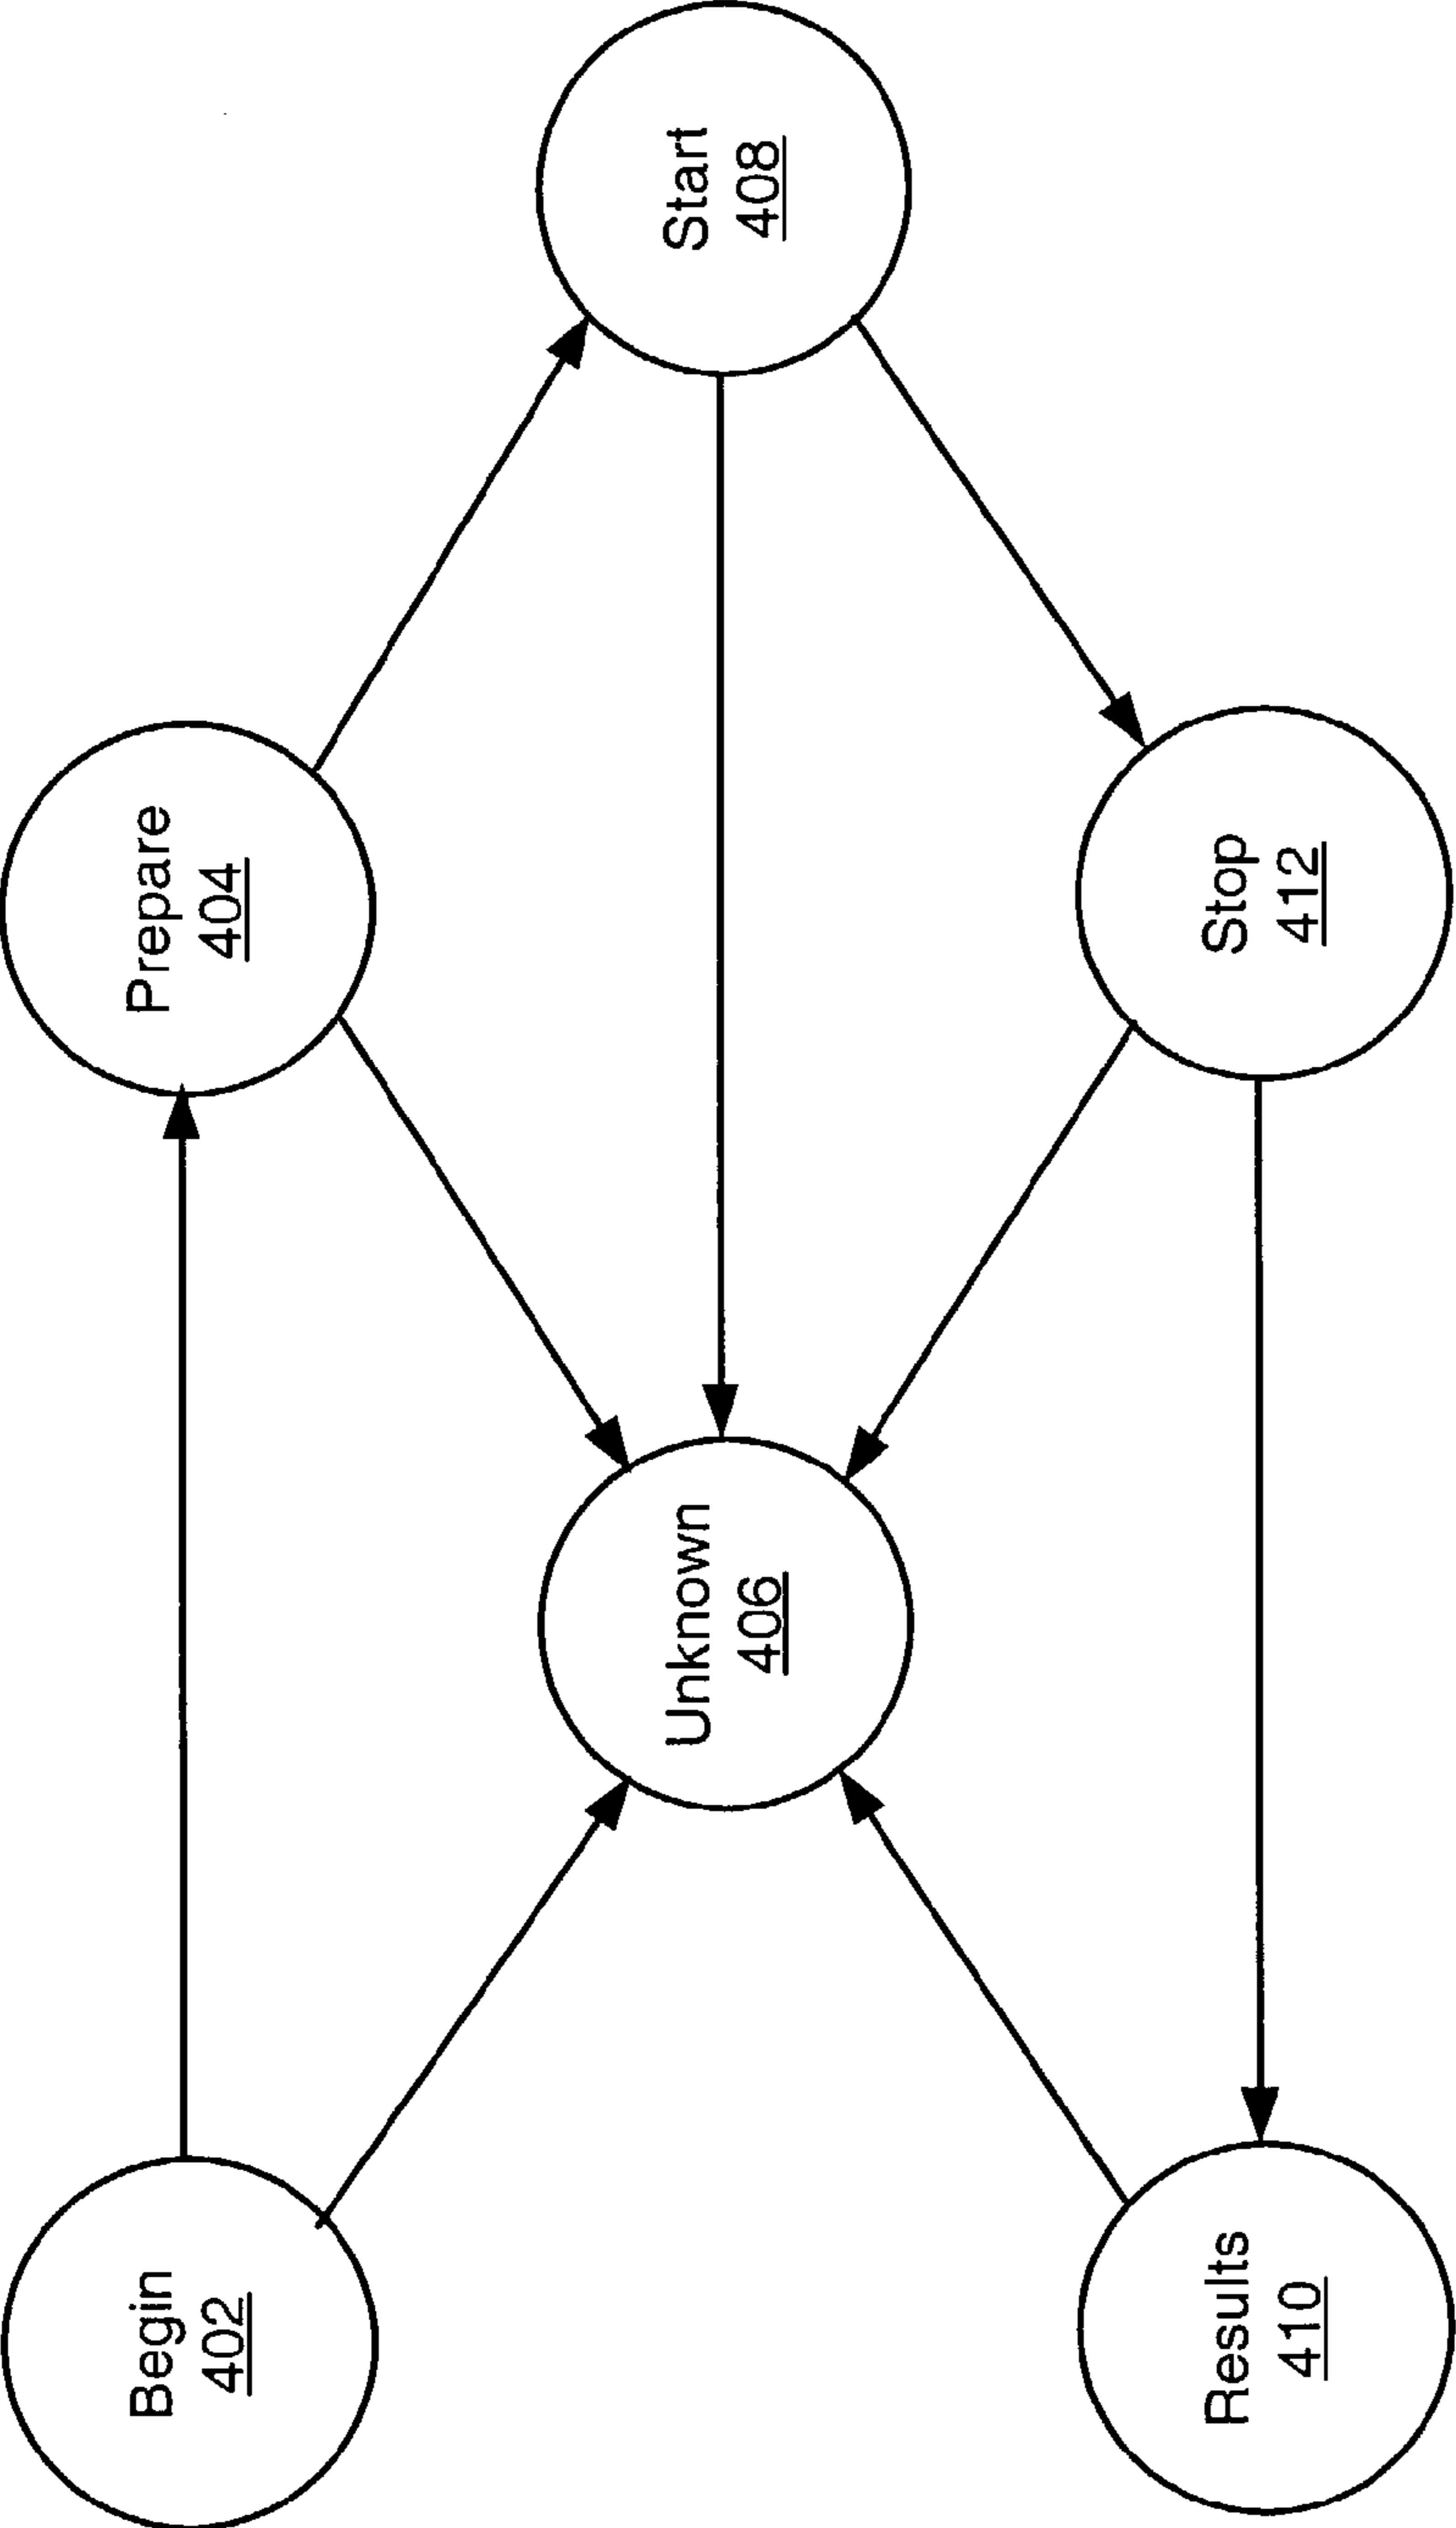 Begin
402
Prepare
404
Unknown
406
Start
408
Results
410
Stop
412